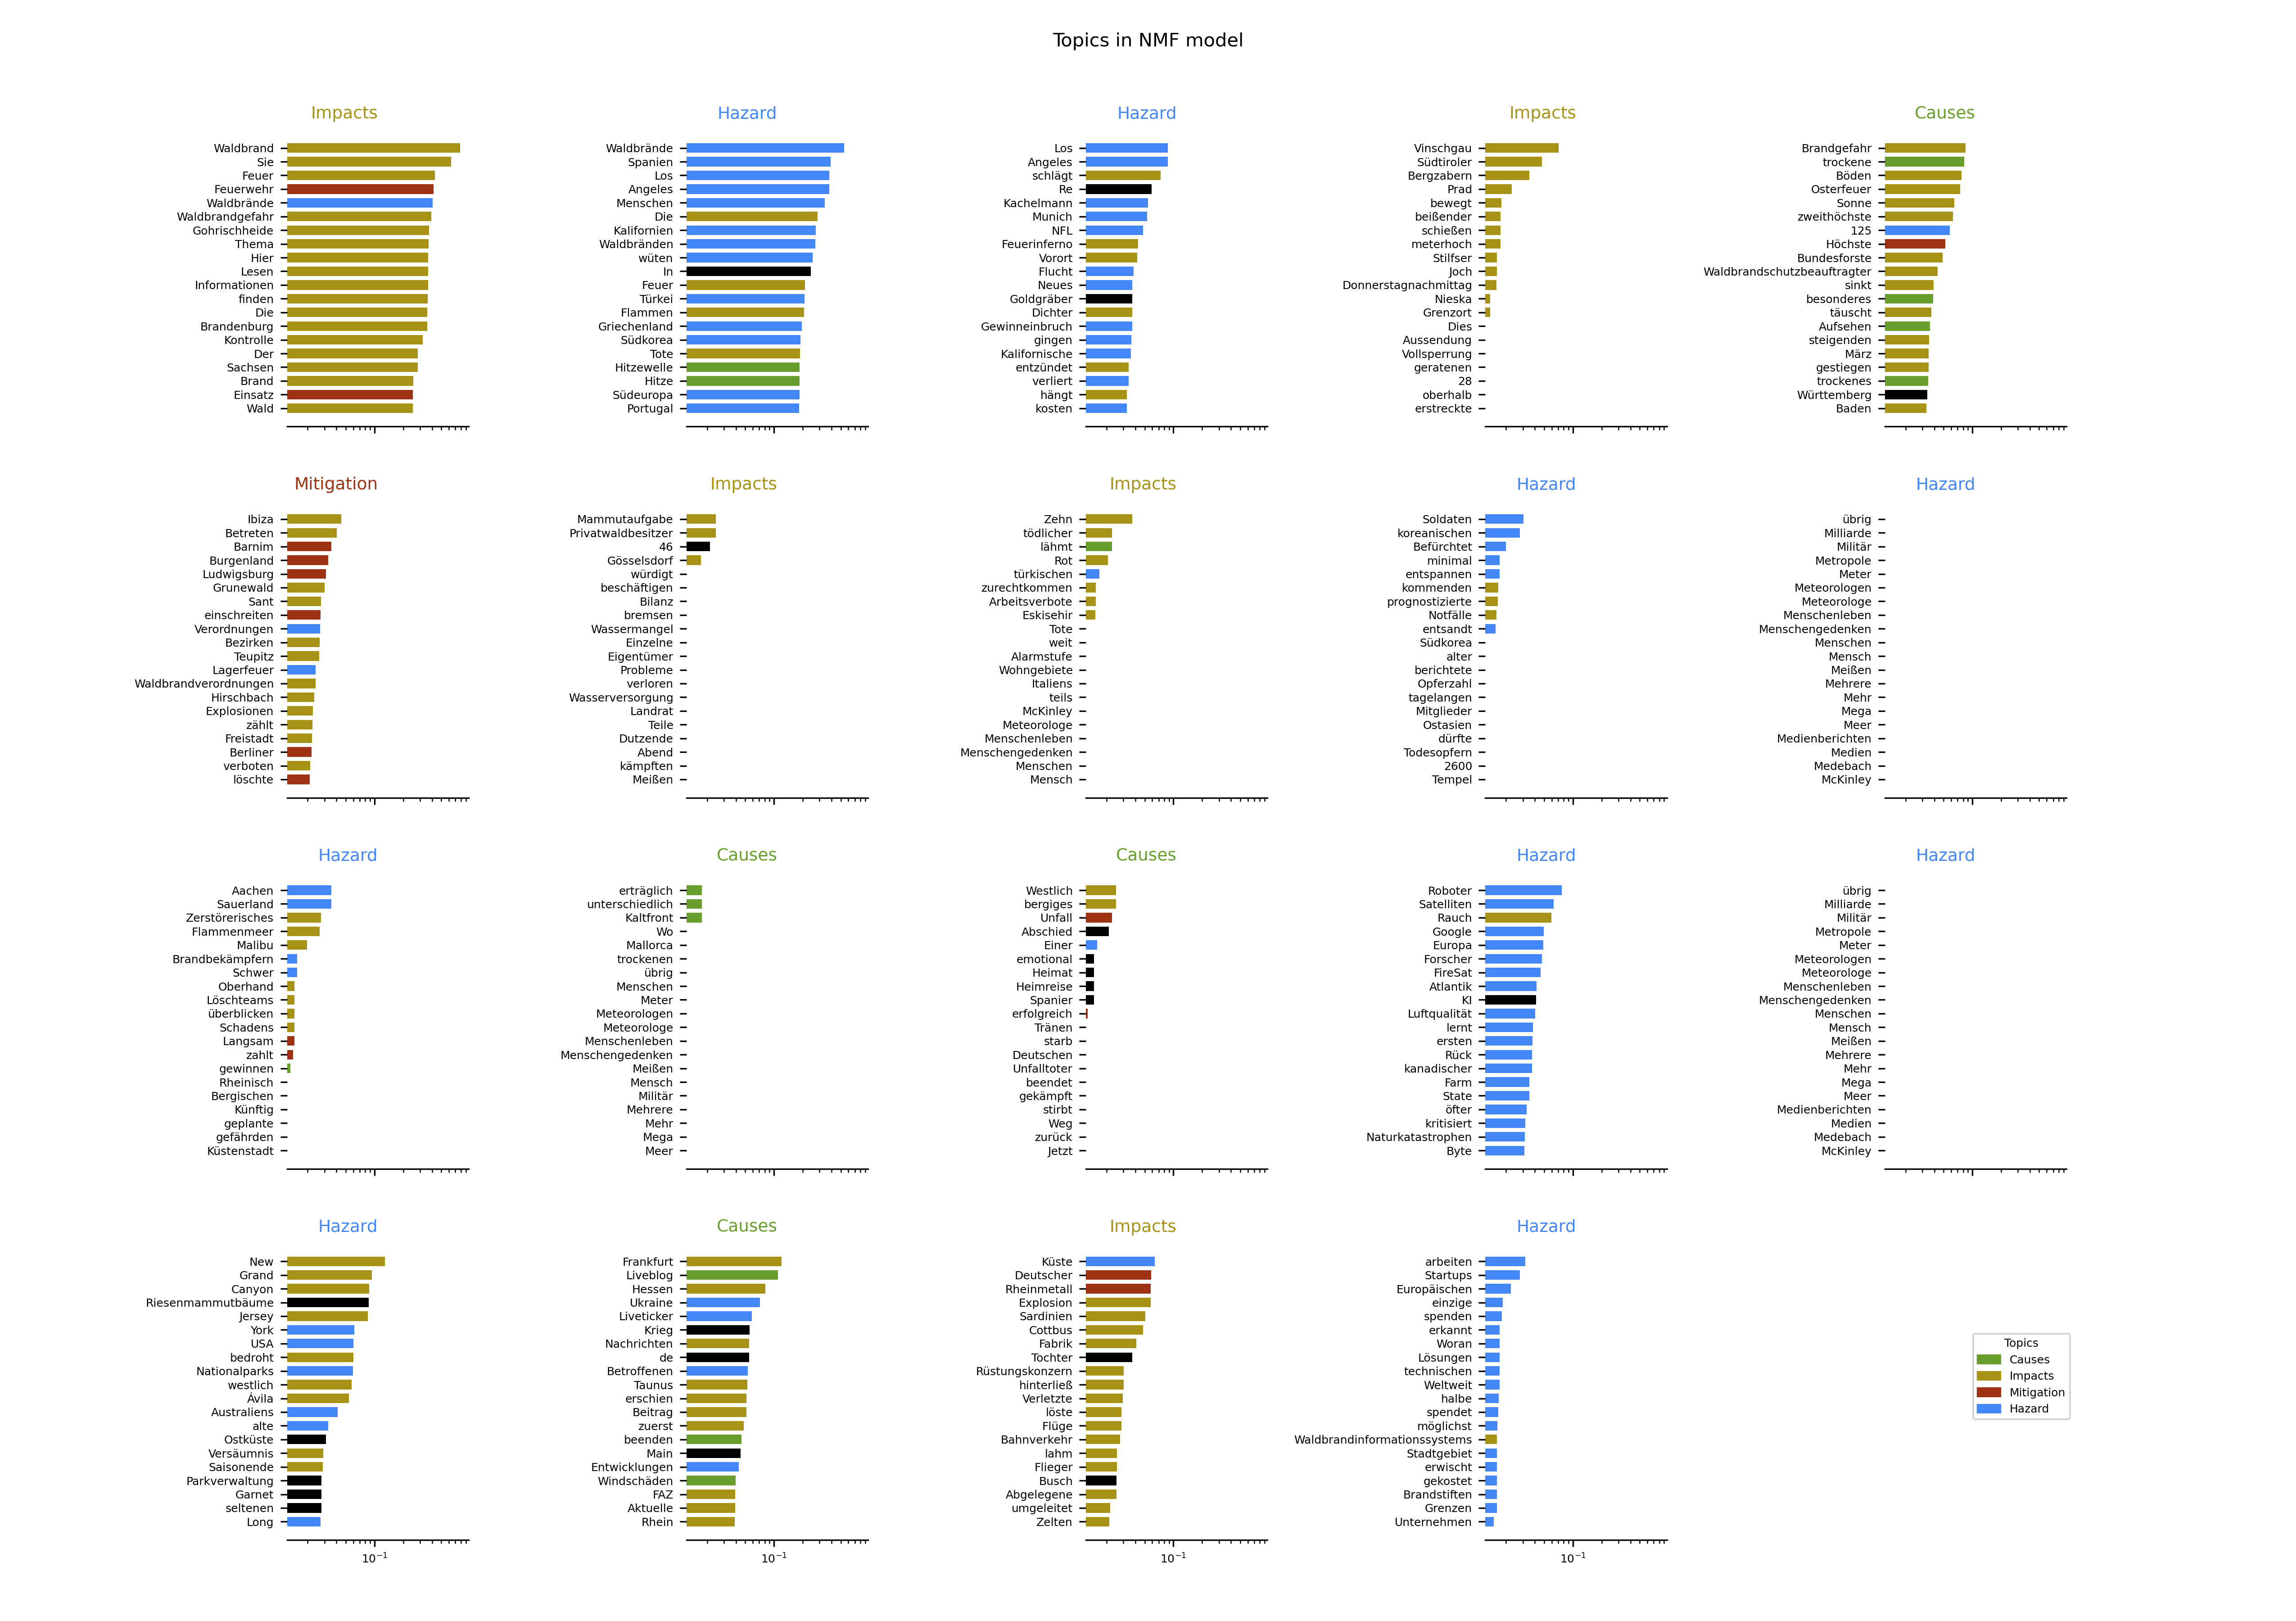 Topics in NMF model
Impacts
Waldbrand
Sie
Feuer
Feuerwehr
Waldbrände
Waldbrandgefahr
Gohrischheide
Thema
Hier
Lesen
Informationen
finden
Die
Brandenburg
Kontrolle
Der
Sachsen
Brand
Einsatz
Wald
Hazard
Waldbrände
Spanien
Los
Angeles
Menschen
Die
Kalifornien
Waldbränden
wüten
In
Feuer
Türkei
Flammen
Griechenland
Südkorea
Tote
Hitzewelle
Hitze
Südeuropa
Portugal
Hazard
Los
Angeles
schlägt
Re
Kachelmann
Munich
NFL
Feuerinferno
Vorort
Flucht
Neues
Goldgräber
Dichter
Gewinneinbruch
gingen
Kalifornische
entzündet
verliert
hängt
kosten
Impacts
Vinschgau
Südtiroler
Bergzabern
Prad
bewegt
beißender
schießen
meterhoch
Stilfser
Joch
Donnerstagnachmittag
Nieska
Grenzort
Dies
Aussendung
Vollsperrung
geratenen
28
oberhalb
erstreckte
Causes
Brandgefahr
trockene
Böden
Osterfeuer
Sonne
zweithöchste
125
Höchste
Bundesforste
Waldbrandschutzbeauftragter
sinkt
besonderes
täuscht
Aufsehen
steigenden
März
gestiegen
trockenes
Württemberg
Baden
Mitigation
Ibiza
Betreten
Barnim
Burgenland
Ludwigsburg
Grunewald
Sant
einschreiten
Verordnungen
Bezirken
Teupitz
Lagerfeuer
Waldbrandverordnungen
Hirschbach
Explosionen
zählt
Freistadt
Berliner
verboten
löschte
Impacts
Mammutaufgabe
Privatwaldbesitzer
46
Gösselsdorf
würdigt
beschäftigen
Bilanz
bremsen
Wassermangel
Einzelne
Eigentümer
Probleme
verloren
Wasserversorgung
Landrat
Teile
Dutzende
Abend
kämpften
Meißen
Impacts
Zehn
tödlicher
lähmt
Rot
türkischen
zurechtkommen
Arbeitsverbote
Eskisehir
Tote
weit
Alarmstufe
Wohngebiete
Italiens
teils
McKinley
Meteorologe
Menschenleben
Menschengedenken
Menschen
Mensch
Hazard
Soldaten
koreanischen
Befürchtet
minimal
entspannen
kommenden
prognostizierte
Notfälle
entsandt
Südkorea
alter
berichtete
Opferzahl
tagelangen
Mitglieder
Ostasien
dürfte
Todesopfern
2600
Tempel
Hazard
übrig
Milliarde
Militär
Metropole
Meter
Meteorologen
Meteorologe
Menschenleben
Menschengedenken
Menschen
Mensch
Meißen
Mehrere
Mehr
Mega
Meer
Medienberichten
Medien
Medebach
McKinley
Hazard
Aachen
Sauerland
Zerstörerisches
Flammenmeer
Malibu
Brandbekämpfern
Schwer
Oberhand
Löschteams
überblicken
Schadens
Langsam
zahlt
gewinnen
Rheinisch
Bergischen
Künftig
geplante
gefährden
Küstenstadt
Causes
erträglich
unterschiedlich
Kaltfront
Wo
Mallorca
trockenen
übrig
Menschen
Meter
Meteorologen
Meteorologe
Menschenleben
Menschengedenken
Meißen
Mensch
Militär
Mehrere
Mehr
Mega
Meer
Causes
Westlich
bergiges
Unfall
Abschied
Einer
emotional
Heimat
Heimreise
Spanier
erfolgreich
Tränen
starb
Deutschen
Unfalltoter
beendet
gekämpft
stirbt
Weg
zurück
Jetzt
Hazard
Roboter
Satelliten
Rauch
Google
Europa
Forscher
FireSat
Atlantik
KI
Luftqualität
lernt
ersten
Rück
kanadischer
Farm
State
öfter
kritisiert
Naturkatastrophen
Byte
Hazard
übrig
Milliarde
Militär
Metropole
Meter
Meteorologen
Meteorologe
Menschenleben
Menschengedenken
Menschen
Mensch
Meißen
Mehrere
Mehr
Mega
Meer
Medienberichten
Medien
Medebach
McKinley
Hazard
New
Grand
Canyon
Riesenmammutbäume
Jersey
York
USA
bedroht
Nationalparks
westlich
Ávila
Australiens
alte
Ostküste
Versäumnis
Saisonende
Parkverwaltung
Garnet
seltenen
Long
10⁻¹
Causes
Frankfurt
Liveblog
Hessen
Ukraine
Liveticker
Krieg
Nachrichten
de
Betroffenen
Taunus
erschien
Beitrag
zuerst
beenden
Main
Entwicklungen
Windschäden
FAZ
Aktuelle
Rhein
10⁻¹
Impacts
Küste
Deutscher
Rheinmetall
Explosion
Sardinien
Cottbus
Fabrik
Tochter
Rüstungskonzern
hinterließ
Verletzte
löste
Flüge
Bahnverkehr
lahm
Flieger
Busch
Abgelegene
umgeleitet
Zelten
10⁻¹
Hazard
arbeiten
Startups
Europäischen
einzige
spenden
erkannt
Woran
Lösungen
technischen
Weltweit
halbe
spendet
möglichst
Waldbrandinformationssystems
Stadtgebiet
erwischt
gekostet
Brandstiften
Grenzen
Unternehmen
10⁻¹
Topics
Causes
Impacts
Mitigation
Hazard